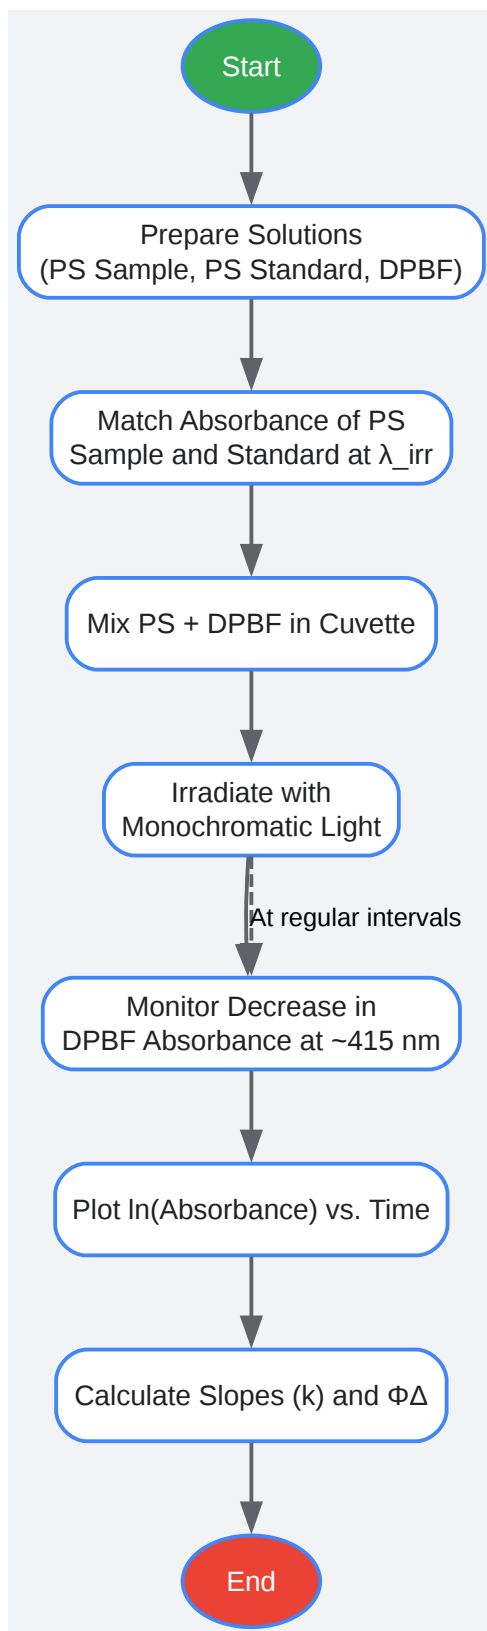 Start
Prepare Solutions
(PS Sample, PS Standard, DPBF)
Match Absorbance of PS
Sample and Standard at λ_irr
Mix PS + DPBF in Cuvette
Irradiate with
Monochromatic Light
At regular intervals
Monitor Decrease in
DPBF Absorbance at ~415 nm
Plot ln(Absorbance) vs. Time
Calculate Slopes (k) and ΦΔ
End